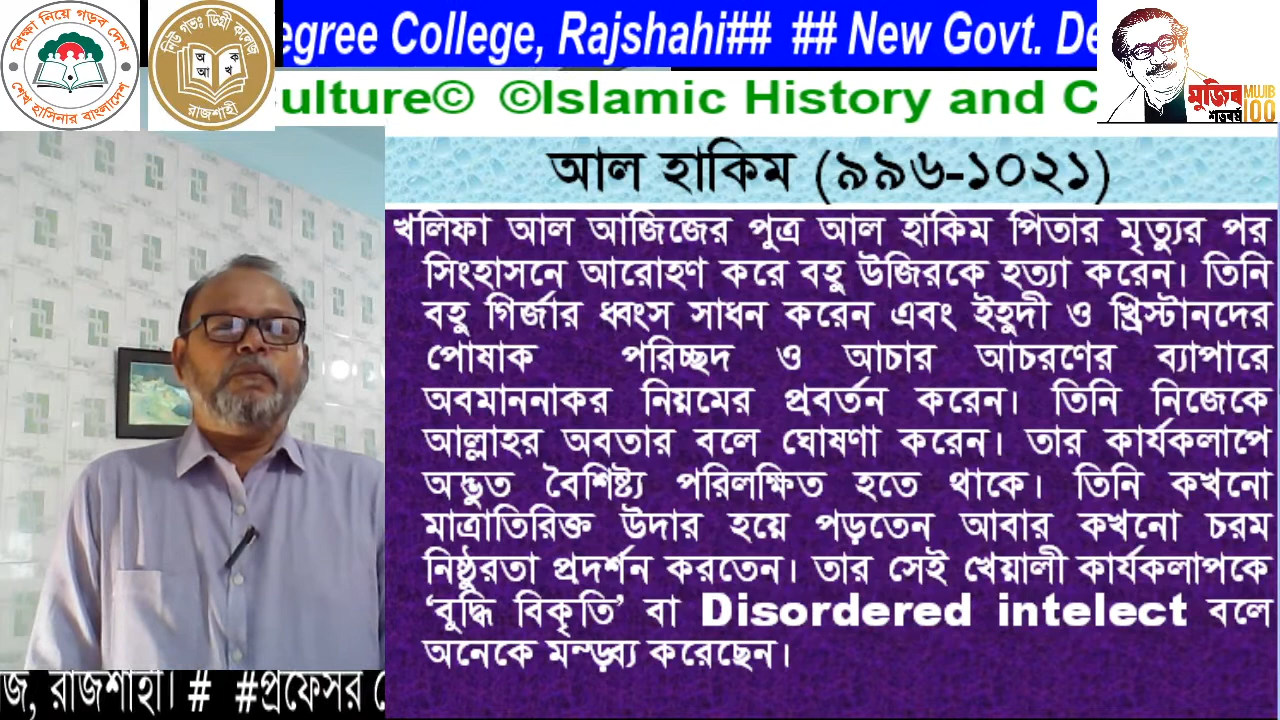 egree College, Rajshahi## ## New Govt. De
ulture© ©Islamic History and C
শিক্ষা নিয়ে গড়ব দেশ
শেখ হাসিনার বাংলাদেশ
নিউ গভঃ ডিগ্রী কলেজ
অ ক
আ খ
রাজশাহী
মুজিব MUJIB
শতবর্ষ 100
আল হাকিম (৯৯৬-১০২১)
খলিফা আল আজিজের পুত্র আল হাকিম পিতার মৃত্যুর পর
সিংহাসনে আরোহণ করে বহু উজিরকে হত্যা করেন। তিনি
বহু গির্জার ধ্বংস সাধন করেন এবং ইহুদী ও খ্রিস্টানদের
পোষাক পরিচ্ছদ ও আচার আচরণের ব্যাপারে
অবমাননাকর নিয়মের প্রবর্তন করেন। তিনি নিজেকে
আল্লাহর অবতার বলে ঘোষণা করেন। তার কার্যকলাপে
অদ্ভুত বৈশিষ্ট্য পরিলক্ষিত হতে থাকে। তিনি কখনো
মাত্রাতিরিক্ত উদার হয়ে পড়তেন আবার কখনো চরম
নিষ্ঠুরতা প্রদর্শন করতেন। তার সেই খেয়ালী কার্যকলাপকে
‘বুদ্ধি বিকৃতি’ বা Disordered intelect বলে
অনেকে মন্ড়ব্য করেছেন।
জ, রাজশাহী। # #প্রফেসর